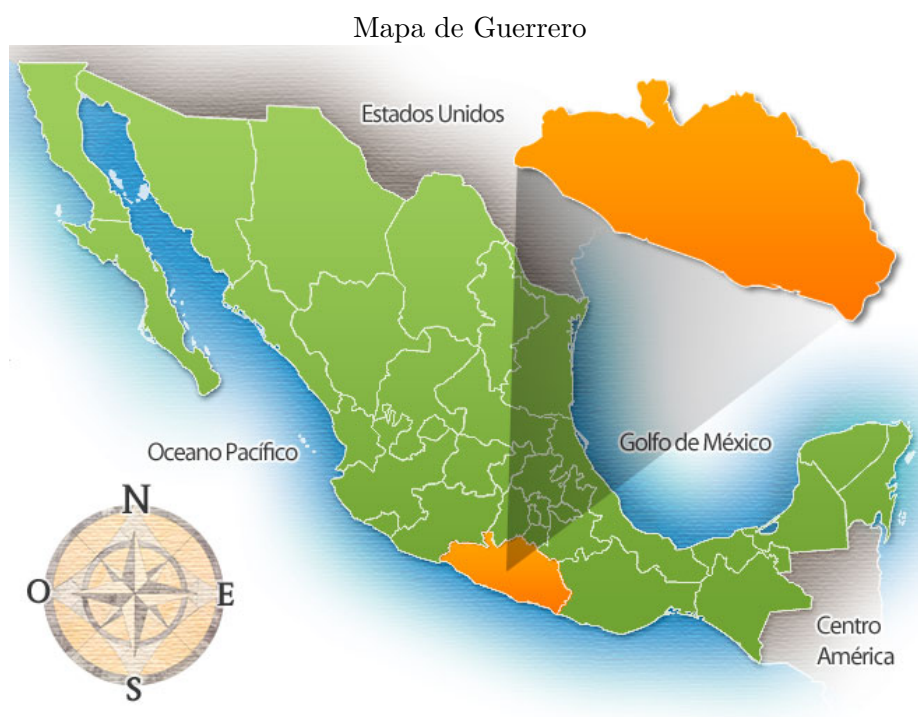 Mapa de Guerrero
Estados Unidos
Golfo de México
Oceano Pacífico
N
O
E
S
Centro
América